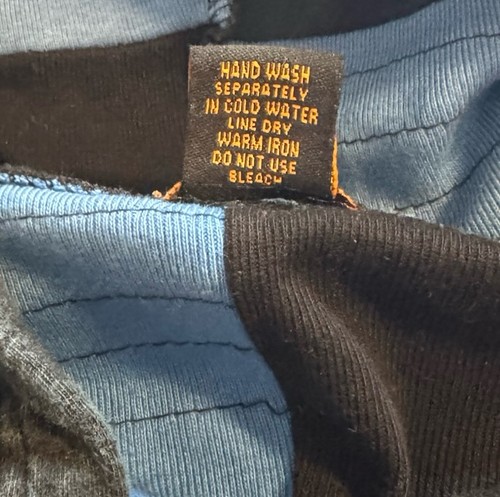 HAND WASH
SEPARATELY
IN COLD WATER
LINE DRY
WARM IRON
DO NOT USE
BLEACH